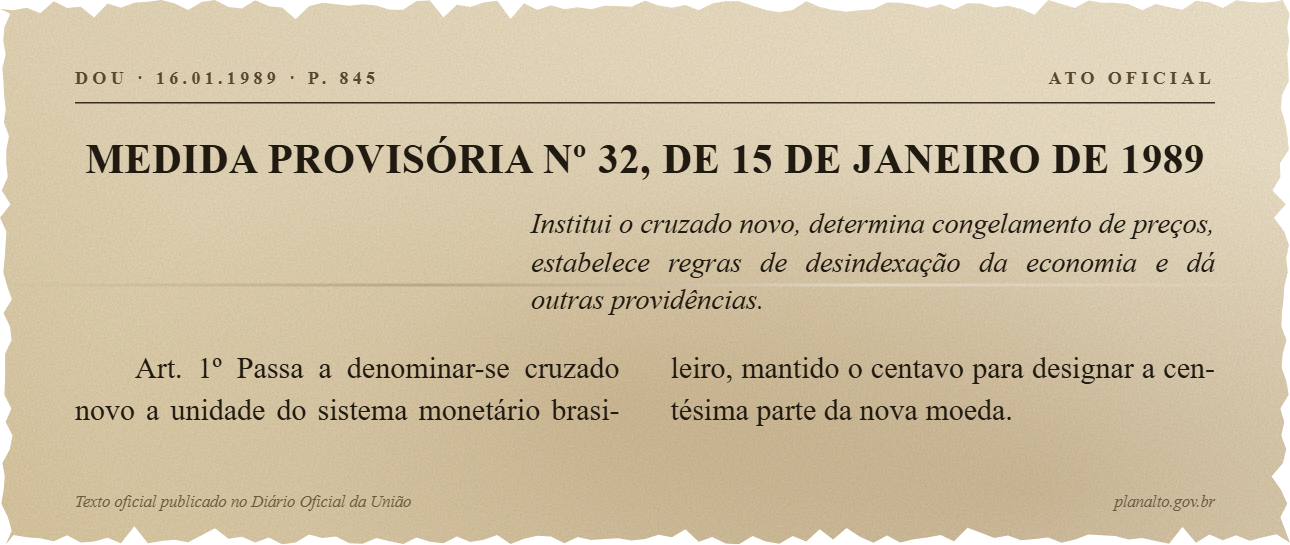 DOU · 16.01.1989 · P. 845
ATO OFICIAL
MEDIDA PROVISÓRIA Nº 32, DE 15 DE JANEIRO DE 1989
Institui o cruzado novo, determina congelamento de preços,
estabelece regras de desindexação da economia e dá
outras providências.
Art. 1º Passa a denominar-se cruzado
novo a unidade do sistema monetário brasi-
leiro, mantido o centavo para designar a cen-
tésima parte da nova moeda.
Texto oficial publicado no Diário Oficial da União
planalto.gov.br